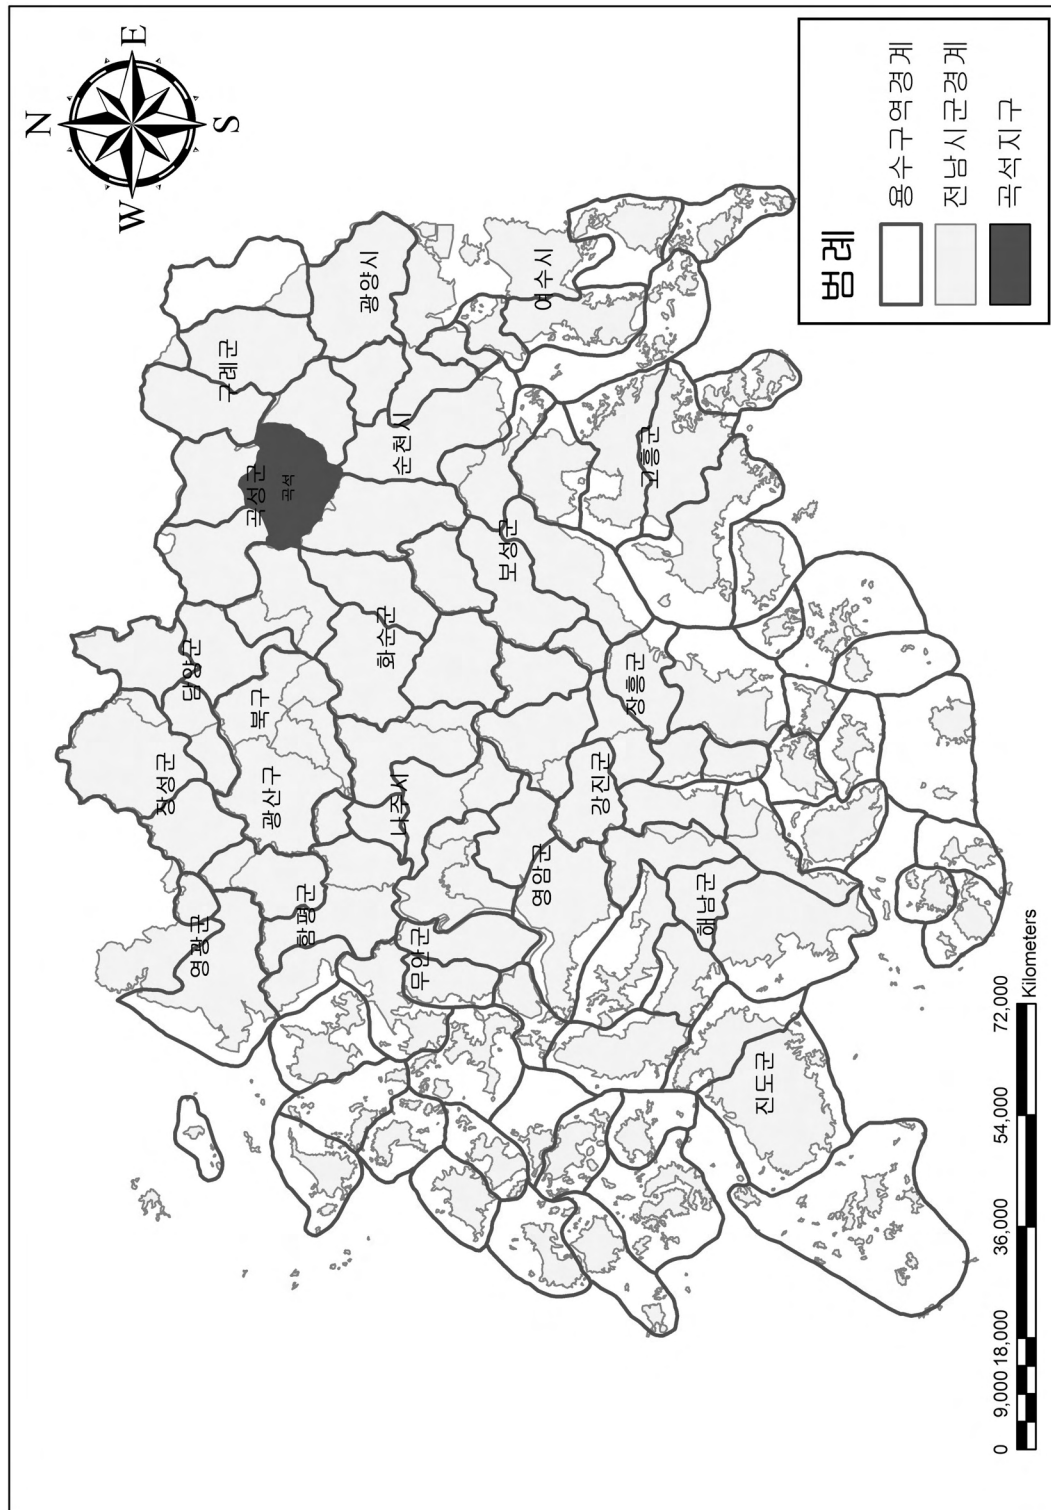 N
E
W
S
구례군
광양시
곡성군
곡석
순천시
여수시
담양군
화순군
보성군
고흥군
장성군
북구
광산구
나주시
장흥군
강진군
영광군
함평군
무안군
영암군
해남군
진도군
범례
용수구역경계
전남시군경계
곡석지구
0 9,000 18,000 36,000 54,000 72,000
Kilometers